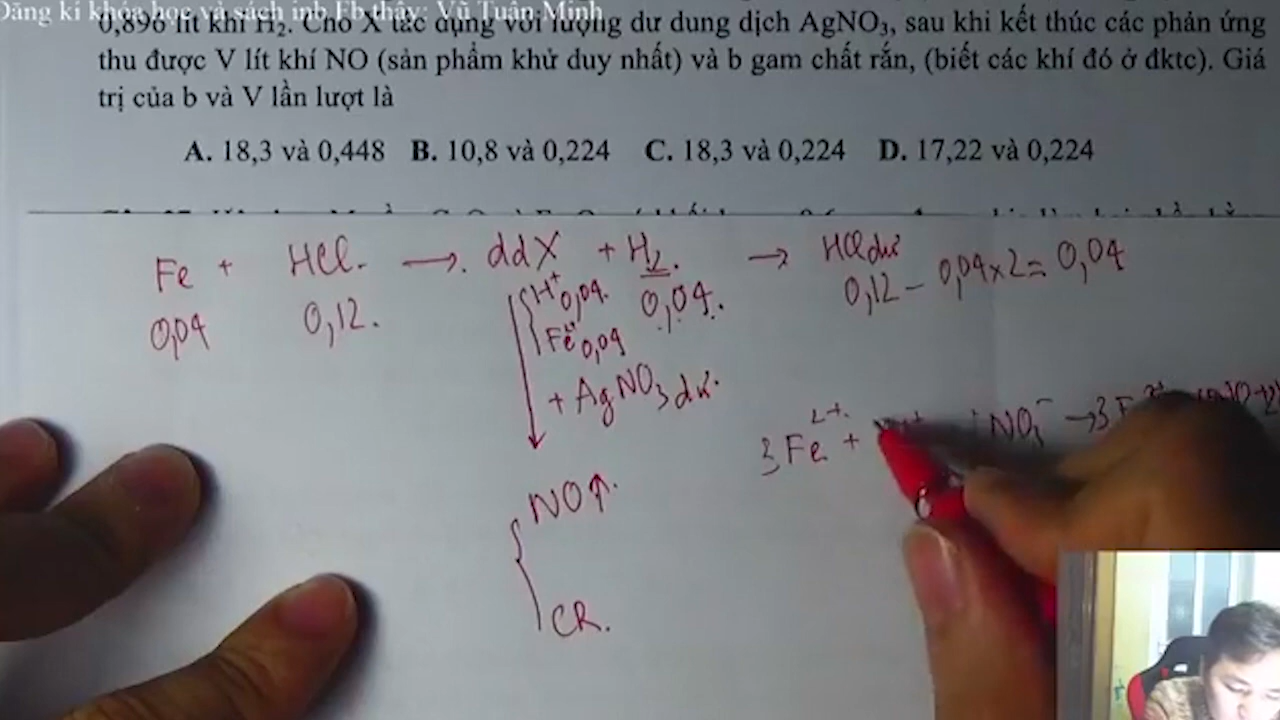 Đăng kí khóa học và sách inb Fb thầy: Vũ Tuấn Minh
0,896 lít khí H₂. Cho X tác dụng với lượng dư dung dịch AgNO₃, sau khi kết thúc các phản ứng
thu được V lít khí NO (sản phẩm khử duy nhất) và b gam chất rắn, (biết các khí đó ở đktc). Giá
trị của b và V lần lượt là
A. 18,3 và 0,448 B. 10,8 và 0,224 C. 18,3 và 0,224 D. 17,22 và 0,224
Fe + HCl. → ddX + H₂. → HCl dư
0,04 0,12. H⁺ 0,04. 0,04. 0,12 - 0,04×2 = 0,04
Fe²⁺ 0,04
+ AgNO₃ dư.
3Fe²⁺ + NO₃⁻ → 3F
NO↑.
CR.